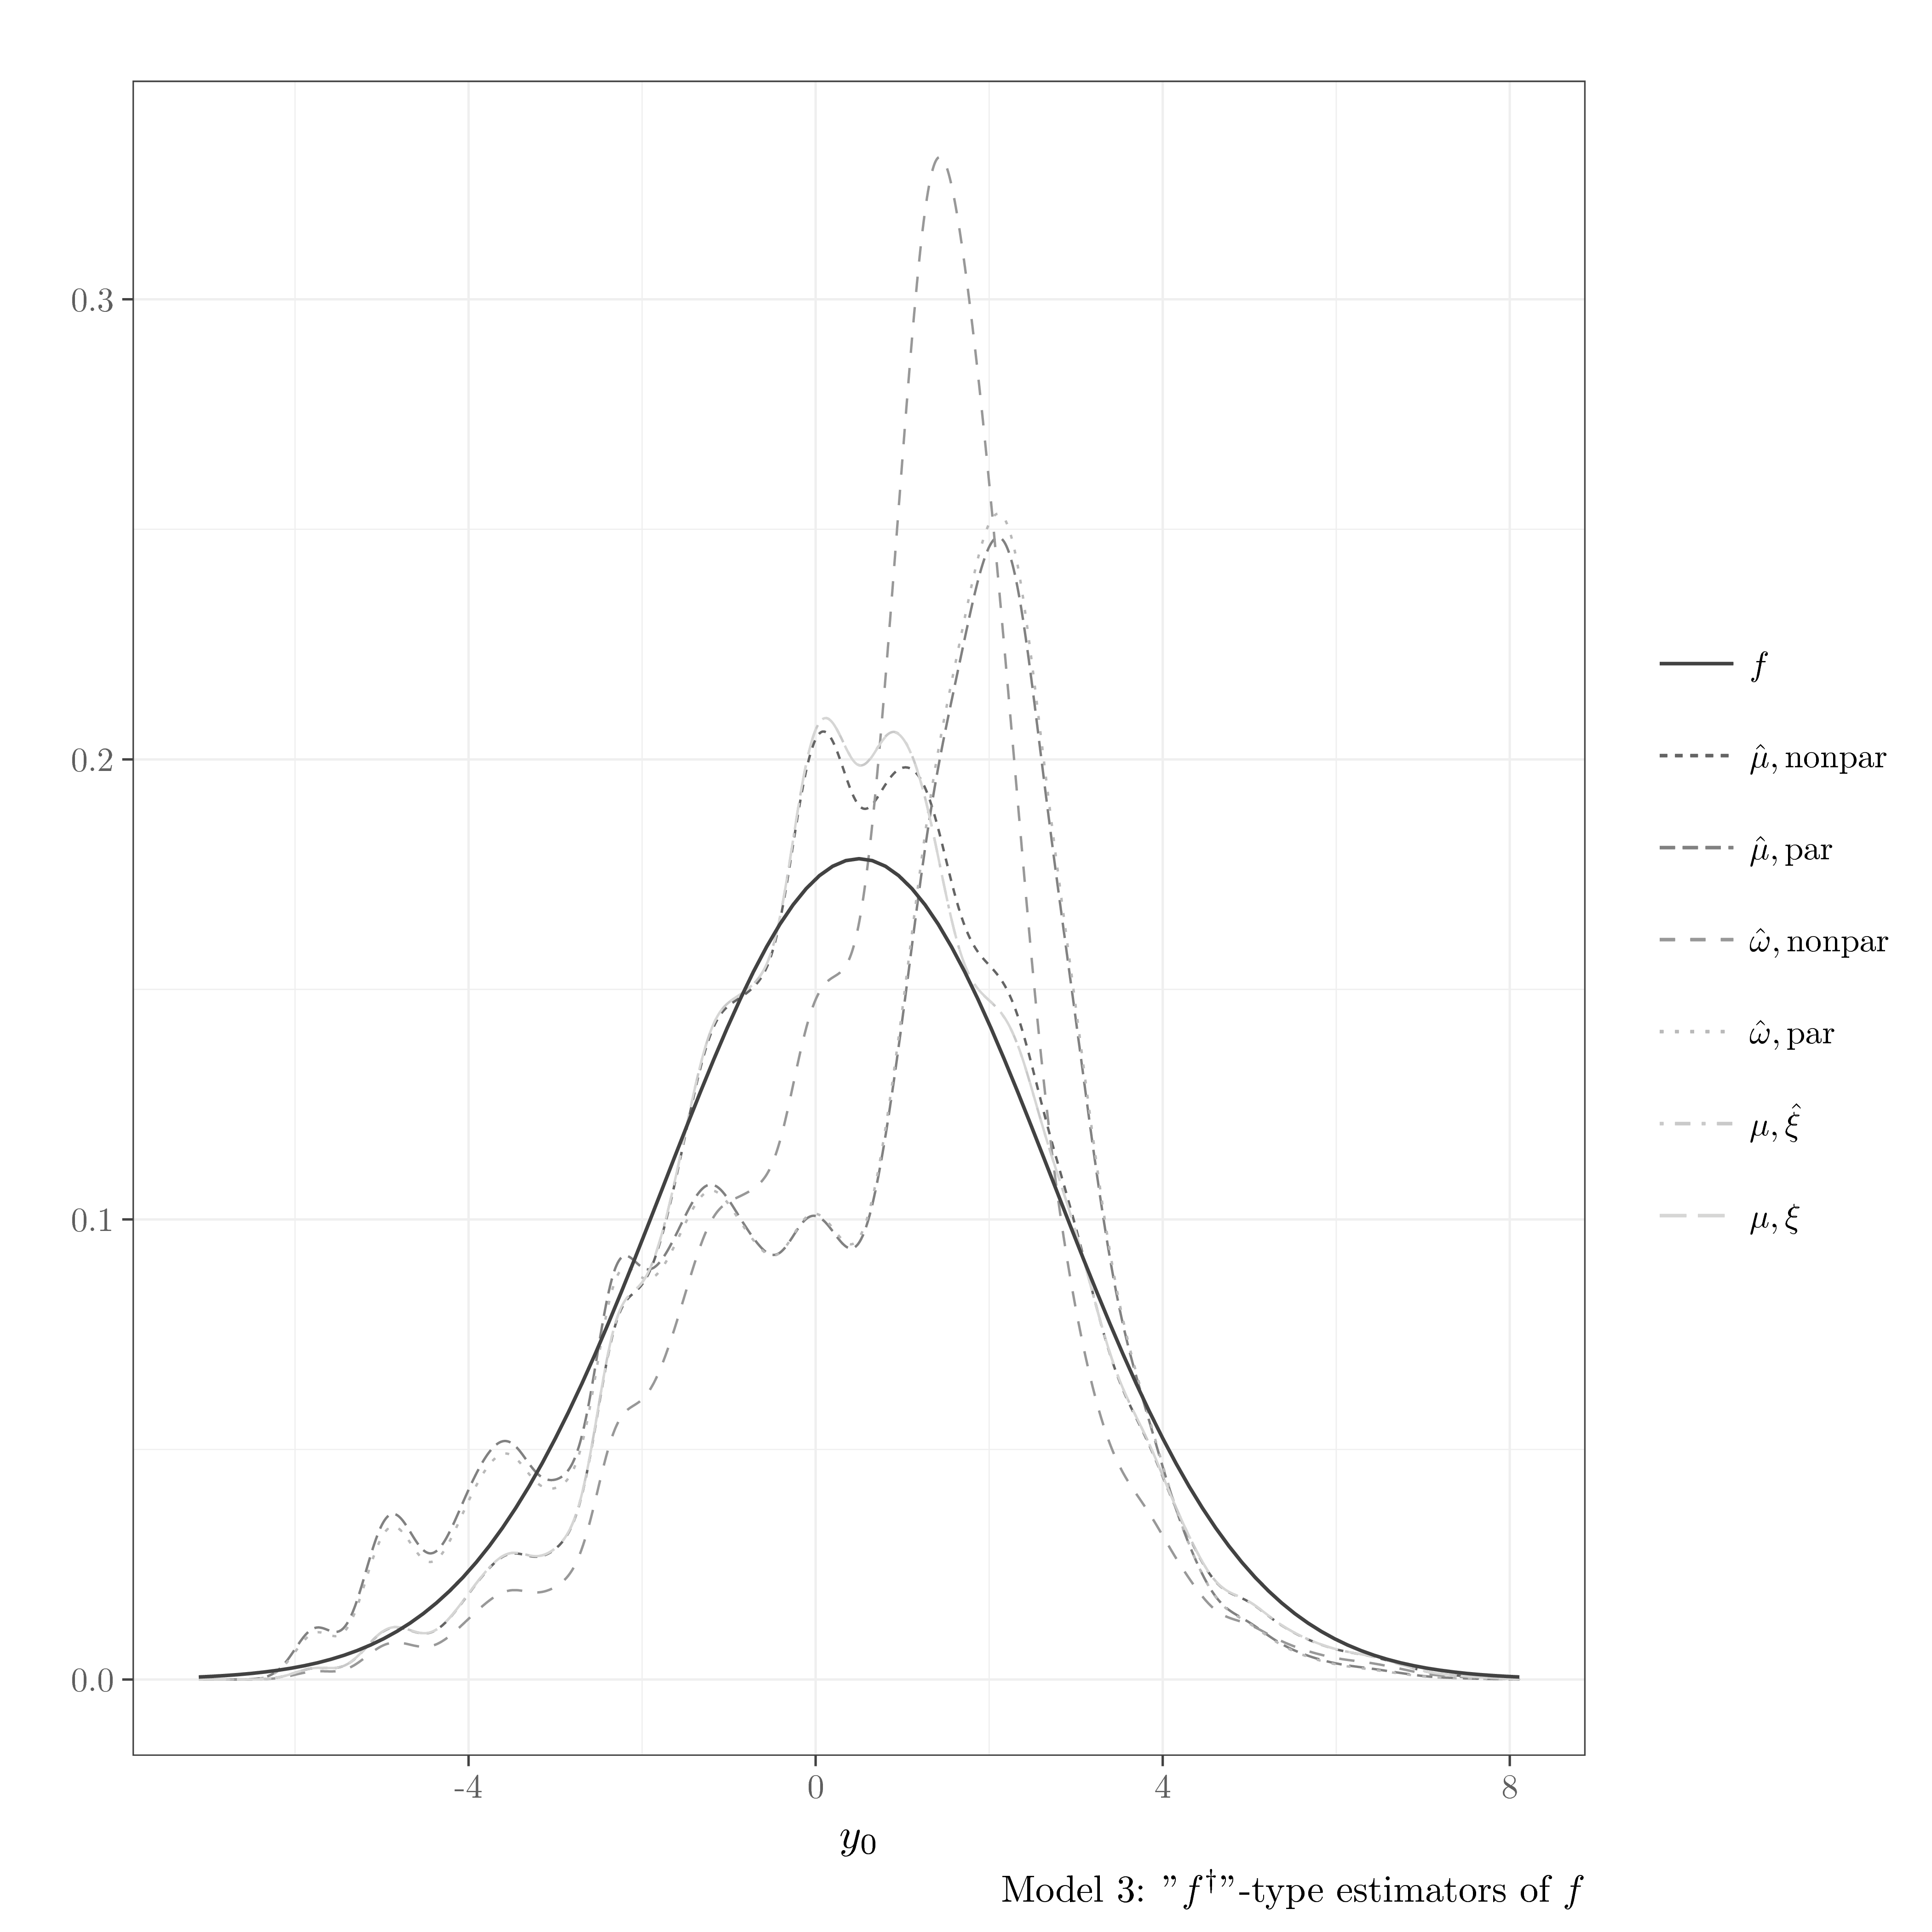 0.3
0.2
0.1
0.0
-4 0 4 8
y₀
f
μ̂, nonpar
μ̂, par
ω̂, nonpar
ω̂, par
μ, ξ̂
μ, ξ
Model 3: ”f†”-type estimators of f